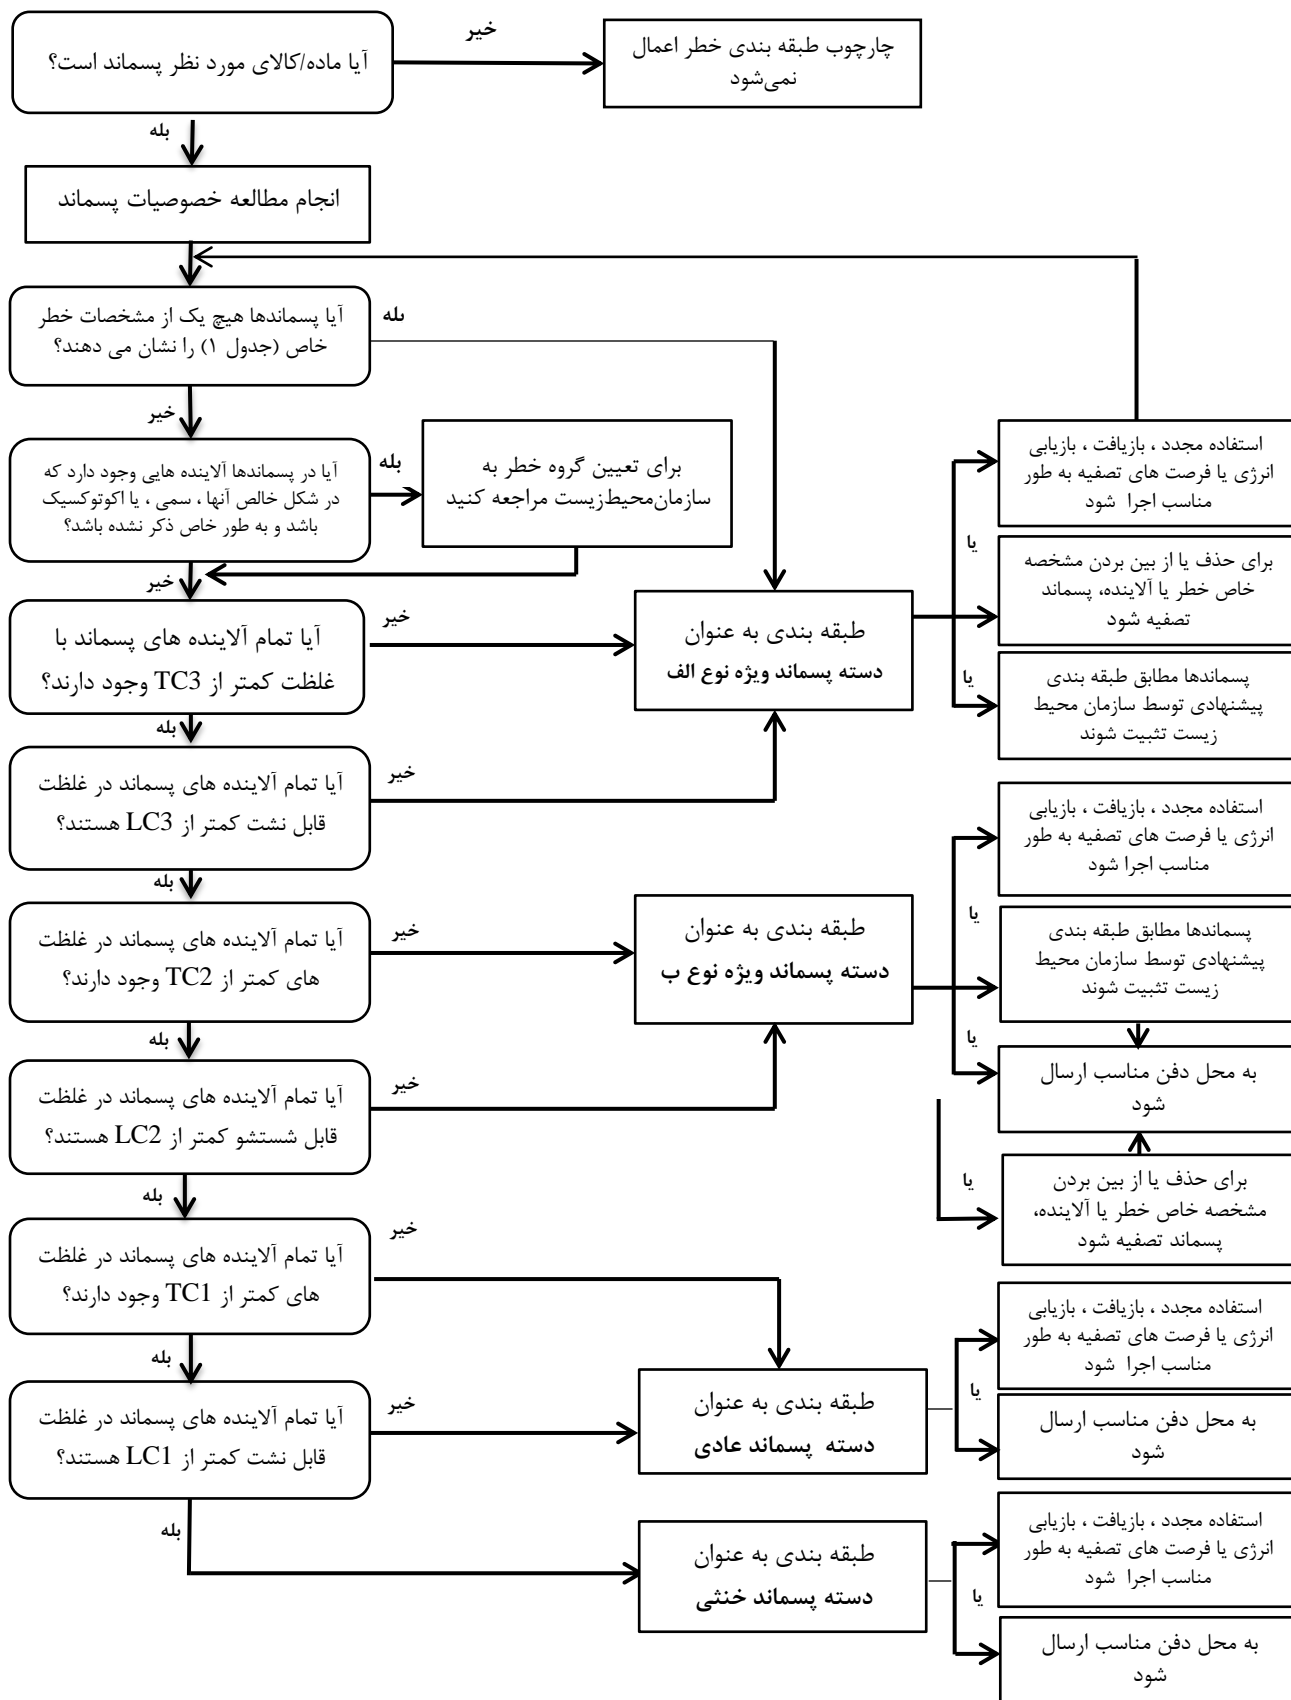 آیا ماده/کالای مورد نظر پسماند است؟
خیر
چارچوب طبقه بندی خطر اعمال
نمی‌شود
بله
انجام مطالعه خصوصیات پسماند
آیا پسماندها هیچ یک از مشخصات خطر
خاص (جدول ۱) را نشان می دهند؟
بله
خیر
آیا در پسماندها آلاینده هایی وجود دارد که
در شکل خالص آنها ، سمی ، یا اکوتوکسیک
باشد و به طور خاص ذکر نشده باشد؟
بله
برای تعیین گروه خطر به
سازمان‌محیط‌زیست مراجعه کنید
خیر
آیا تمام آلاینده های پسماند با
غلظت کمتر از TC3 وجود دارند؟
خیر
طبقه بندی به عنوان
دسته پسماند ویژه نوع الف
یا
یا
استفاده مجدد ، بازیافت ، بازیابی
انرژی یا فرصت های تصفیه به طور
مناسب اجرا شود
برای حذف یا از بین بردن مشخصه
خاص خطر یا آلاینده، پسماند
تصفیه شود
پسماندها مطابق طبقه بندی
پیشنهادی توسط سازمان محیط
زیست تثبیت شوند
بله
آیا تمام آلاینده های پسماند در غلظت
قابل نشت کمتر از LC3 هستند؟
خیر
بله
آیا تمام آلاینده های پسماند در غلظت
های کمتر از TC2 وجود دارند؟
خیر
طبقه بندی به عنوان
دسته پسماند ویژه نوع ب
یا
یا
یا
استفاده مجدد ، بازیافت ، بازیابی
انرژی یا فرصت های تصفیه به طور
مناسب اجرا شود
پسماندها مطابق طبقه بندی
پیشنهادی توسط سازمان محیط
زیست تثبیت شوند
به محل دفن مناسب ارسال
شود
برای حذف یا از بین بردن
مشخصه خاص خطر یا آلاینده،
پسماند تصفیه شود
بله
آیا تمام آلاینده های پسماند در غلظت
قابل شستشو کمتر از LC2 هستند؟
خیر
بله
آیا تمام آلاینده های پسماند در غلظت
های کمتر از TC1 وجود دارند؟
خیر
بله
آیا تمام آلاینده های پسماند در غلظت
قابل نشت کمتر از LC1 هستند؟
خیر
طبقه بندی به عنوان
دسته پسماند عادی
یا
استفاده مجدد ، بازیافت ، بازیابی
انرژی یا فرصت های تصفیه به طور
مناسب اجرا شود
به محل دفن مناسب ارسال
شود
بله
طبقه بندی به عنوان
دسته پسماند خنثی
یا
استفاده مجدد ، بازیافت ، بازیابی
انرژی یا فرصت های تصفیه به طور
مناسب اجرا شود
به محل دفن مناسب ارسال
شود